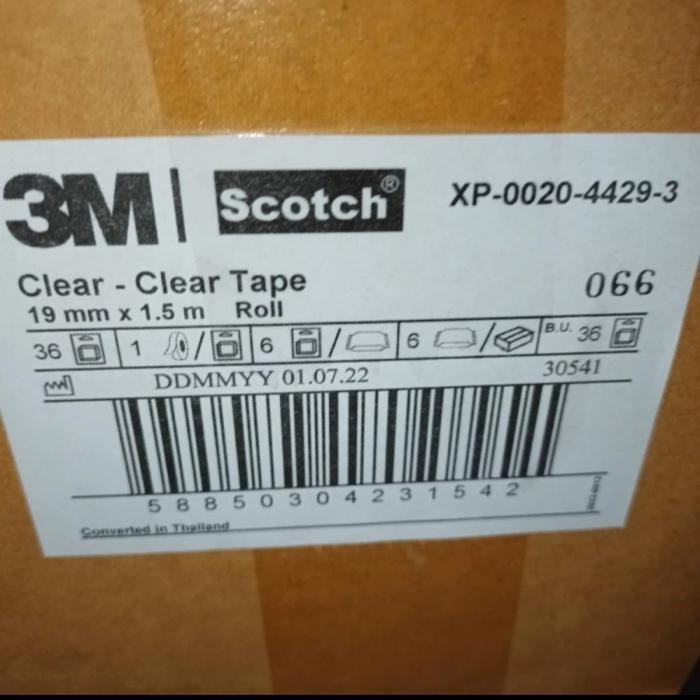 3M | Scotch® XP-0020-4429-3
Clear - Clear Tape 066
19 mm x 1.5 m Roll
36 1 / 6 / 6 / B.U. 36
DDMMYY 01.07.22 30541
5 8 8 5 0 3 0 4 2 3 1 5 4 2
Converted in Thailand